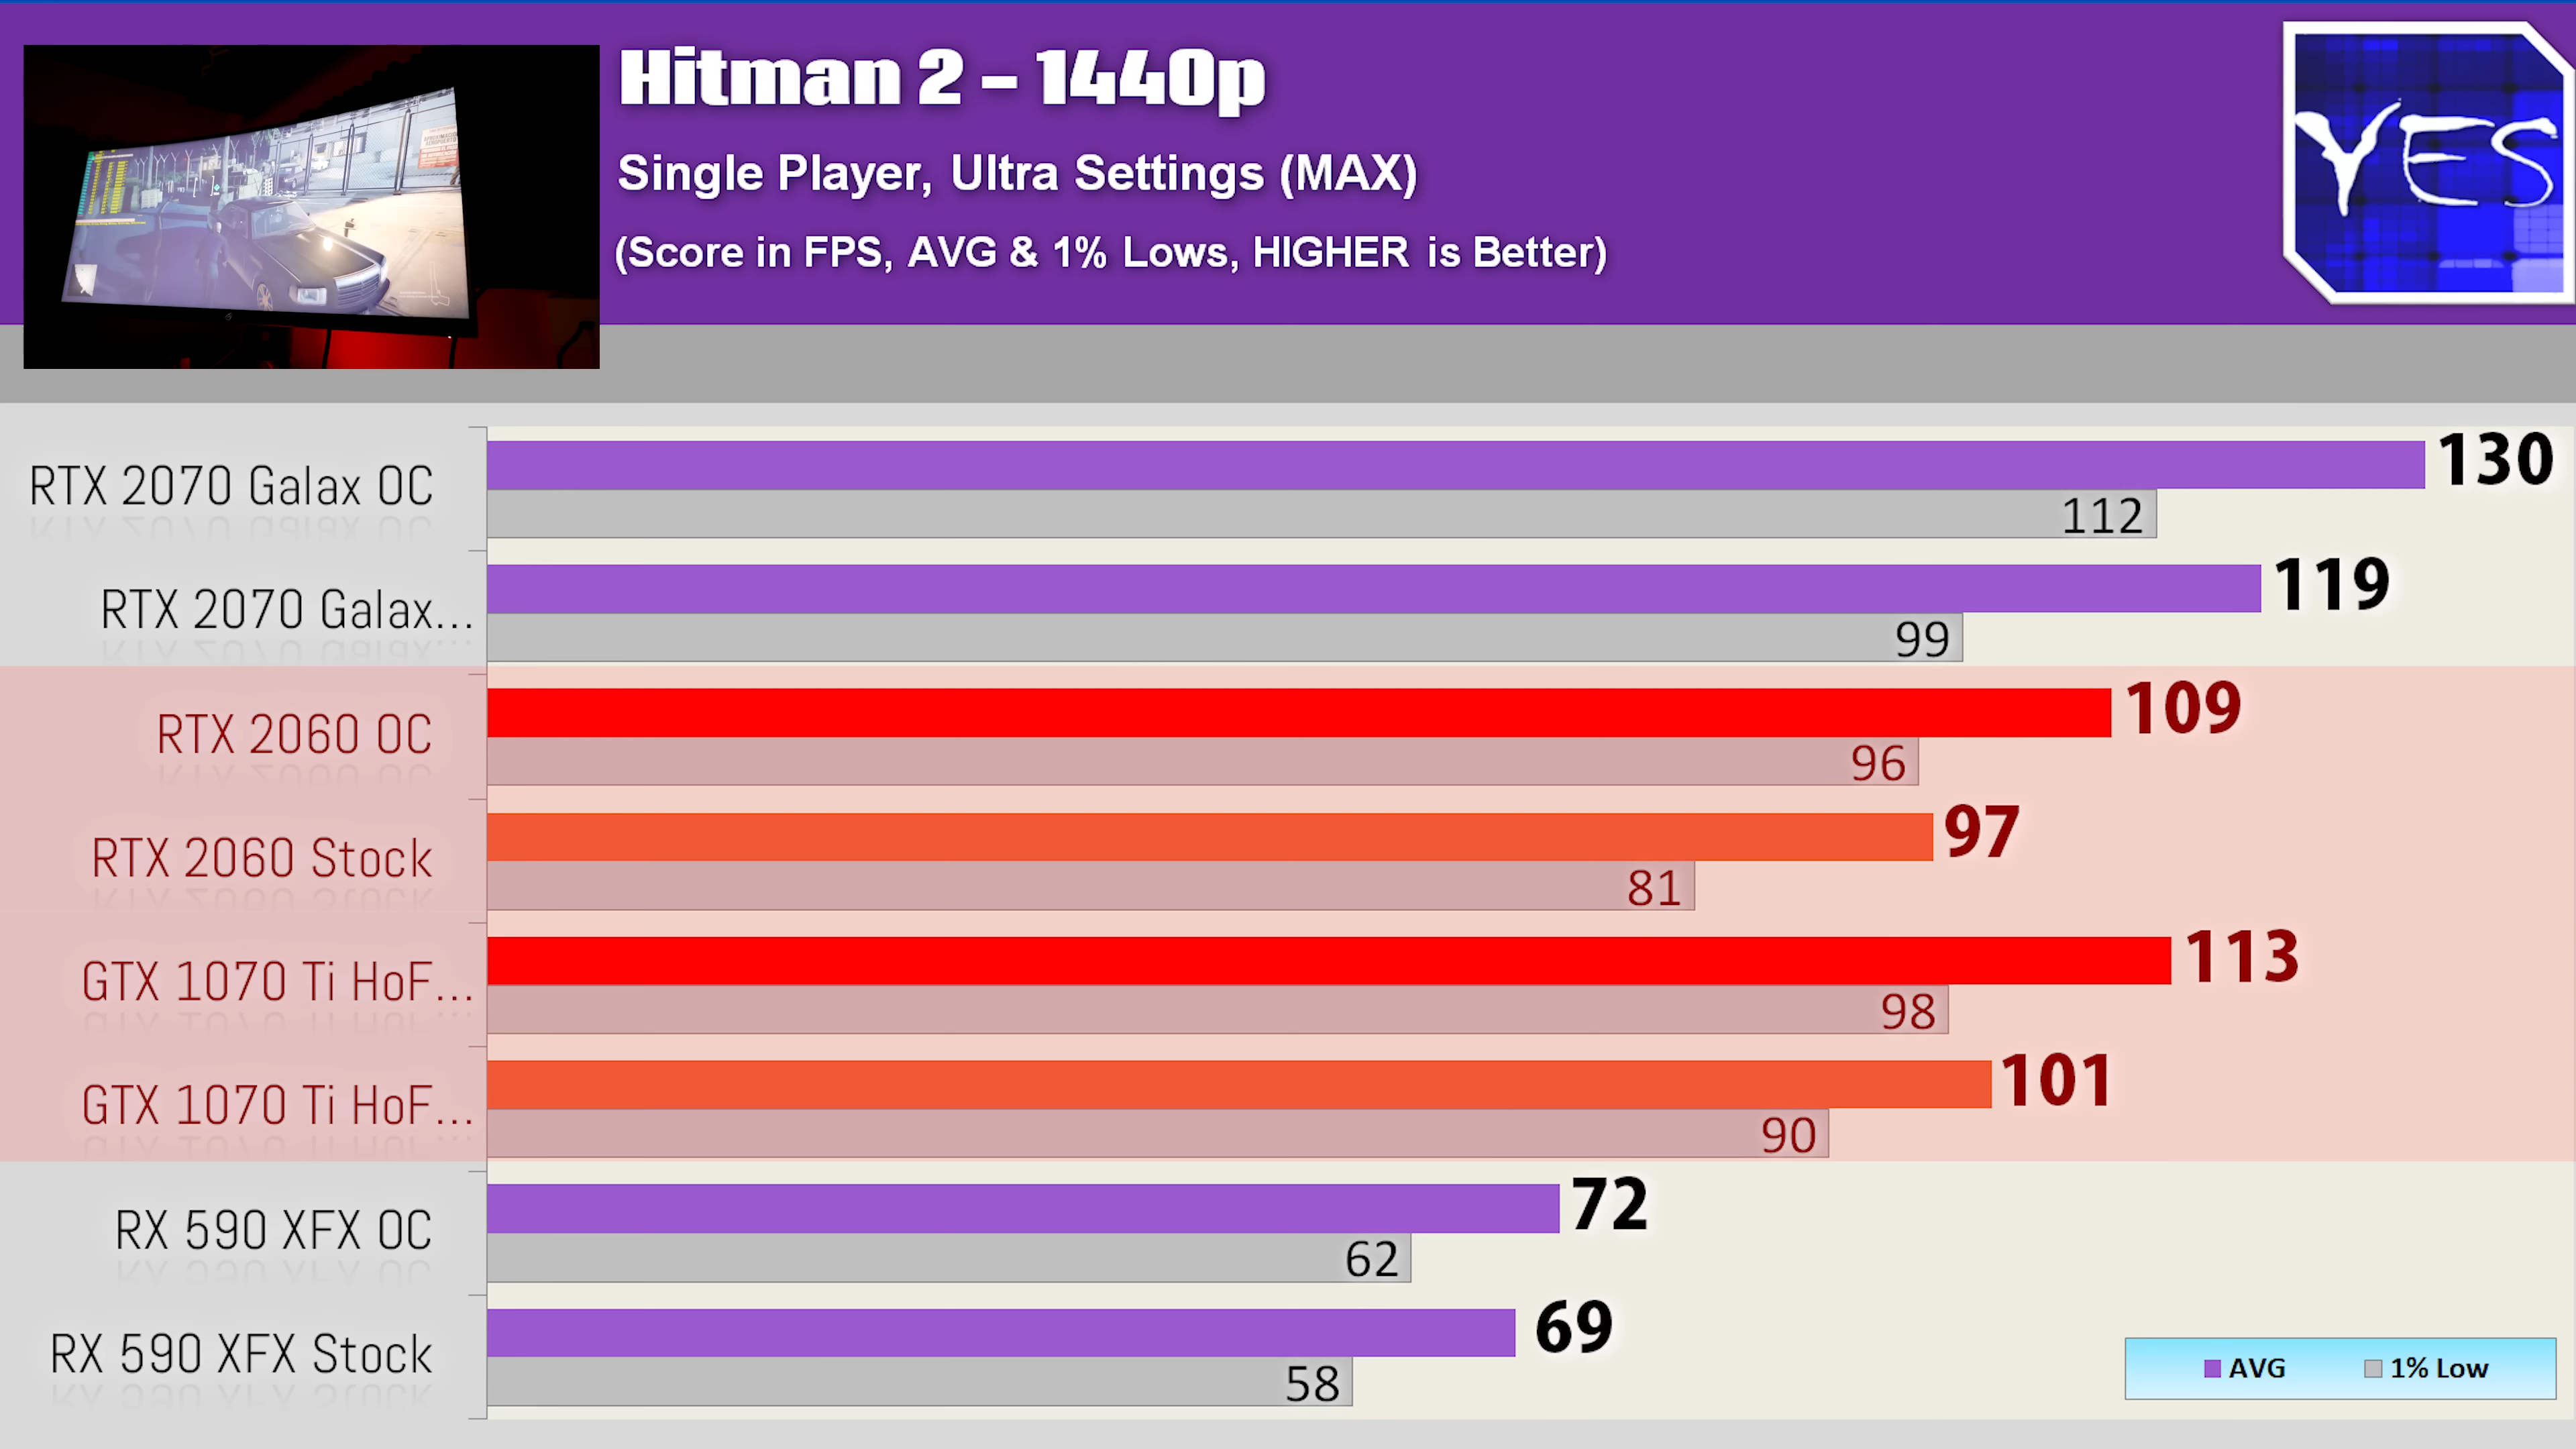 Hitman 2 - 1440p
Single Player, Ultra Settings (MAX)
(Score in FPS, AVG & 1% Lows, HIGHER is Better)
YES
RTX 2070 Galax OC
130
112
RTX 2070 Galax...
119
99
RTX 2060 OC
109
96
RTX 2060 Stock
97
81
GTX 1070 Ti HoF...
113
98
GTX 1070 Ti HoF...
101
90
RX 590 XFX OC
72
62
RX 590 XFX Stock
69
58
AVG
1% Low